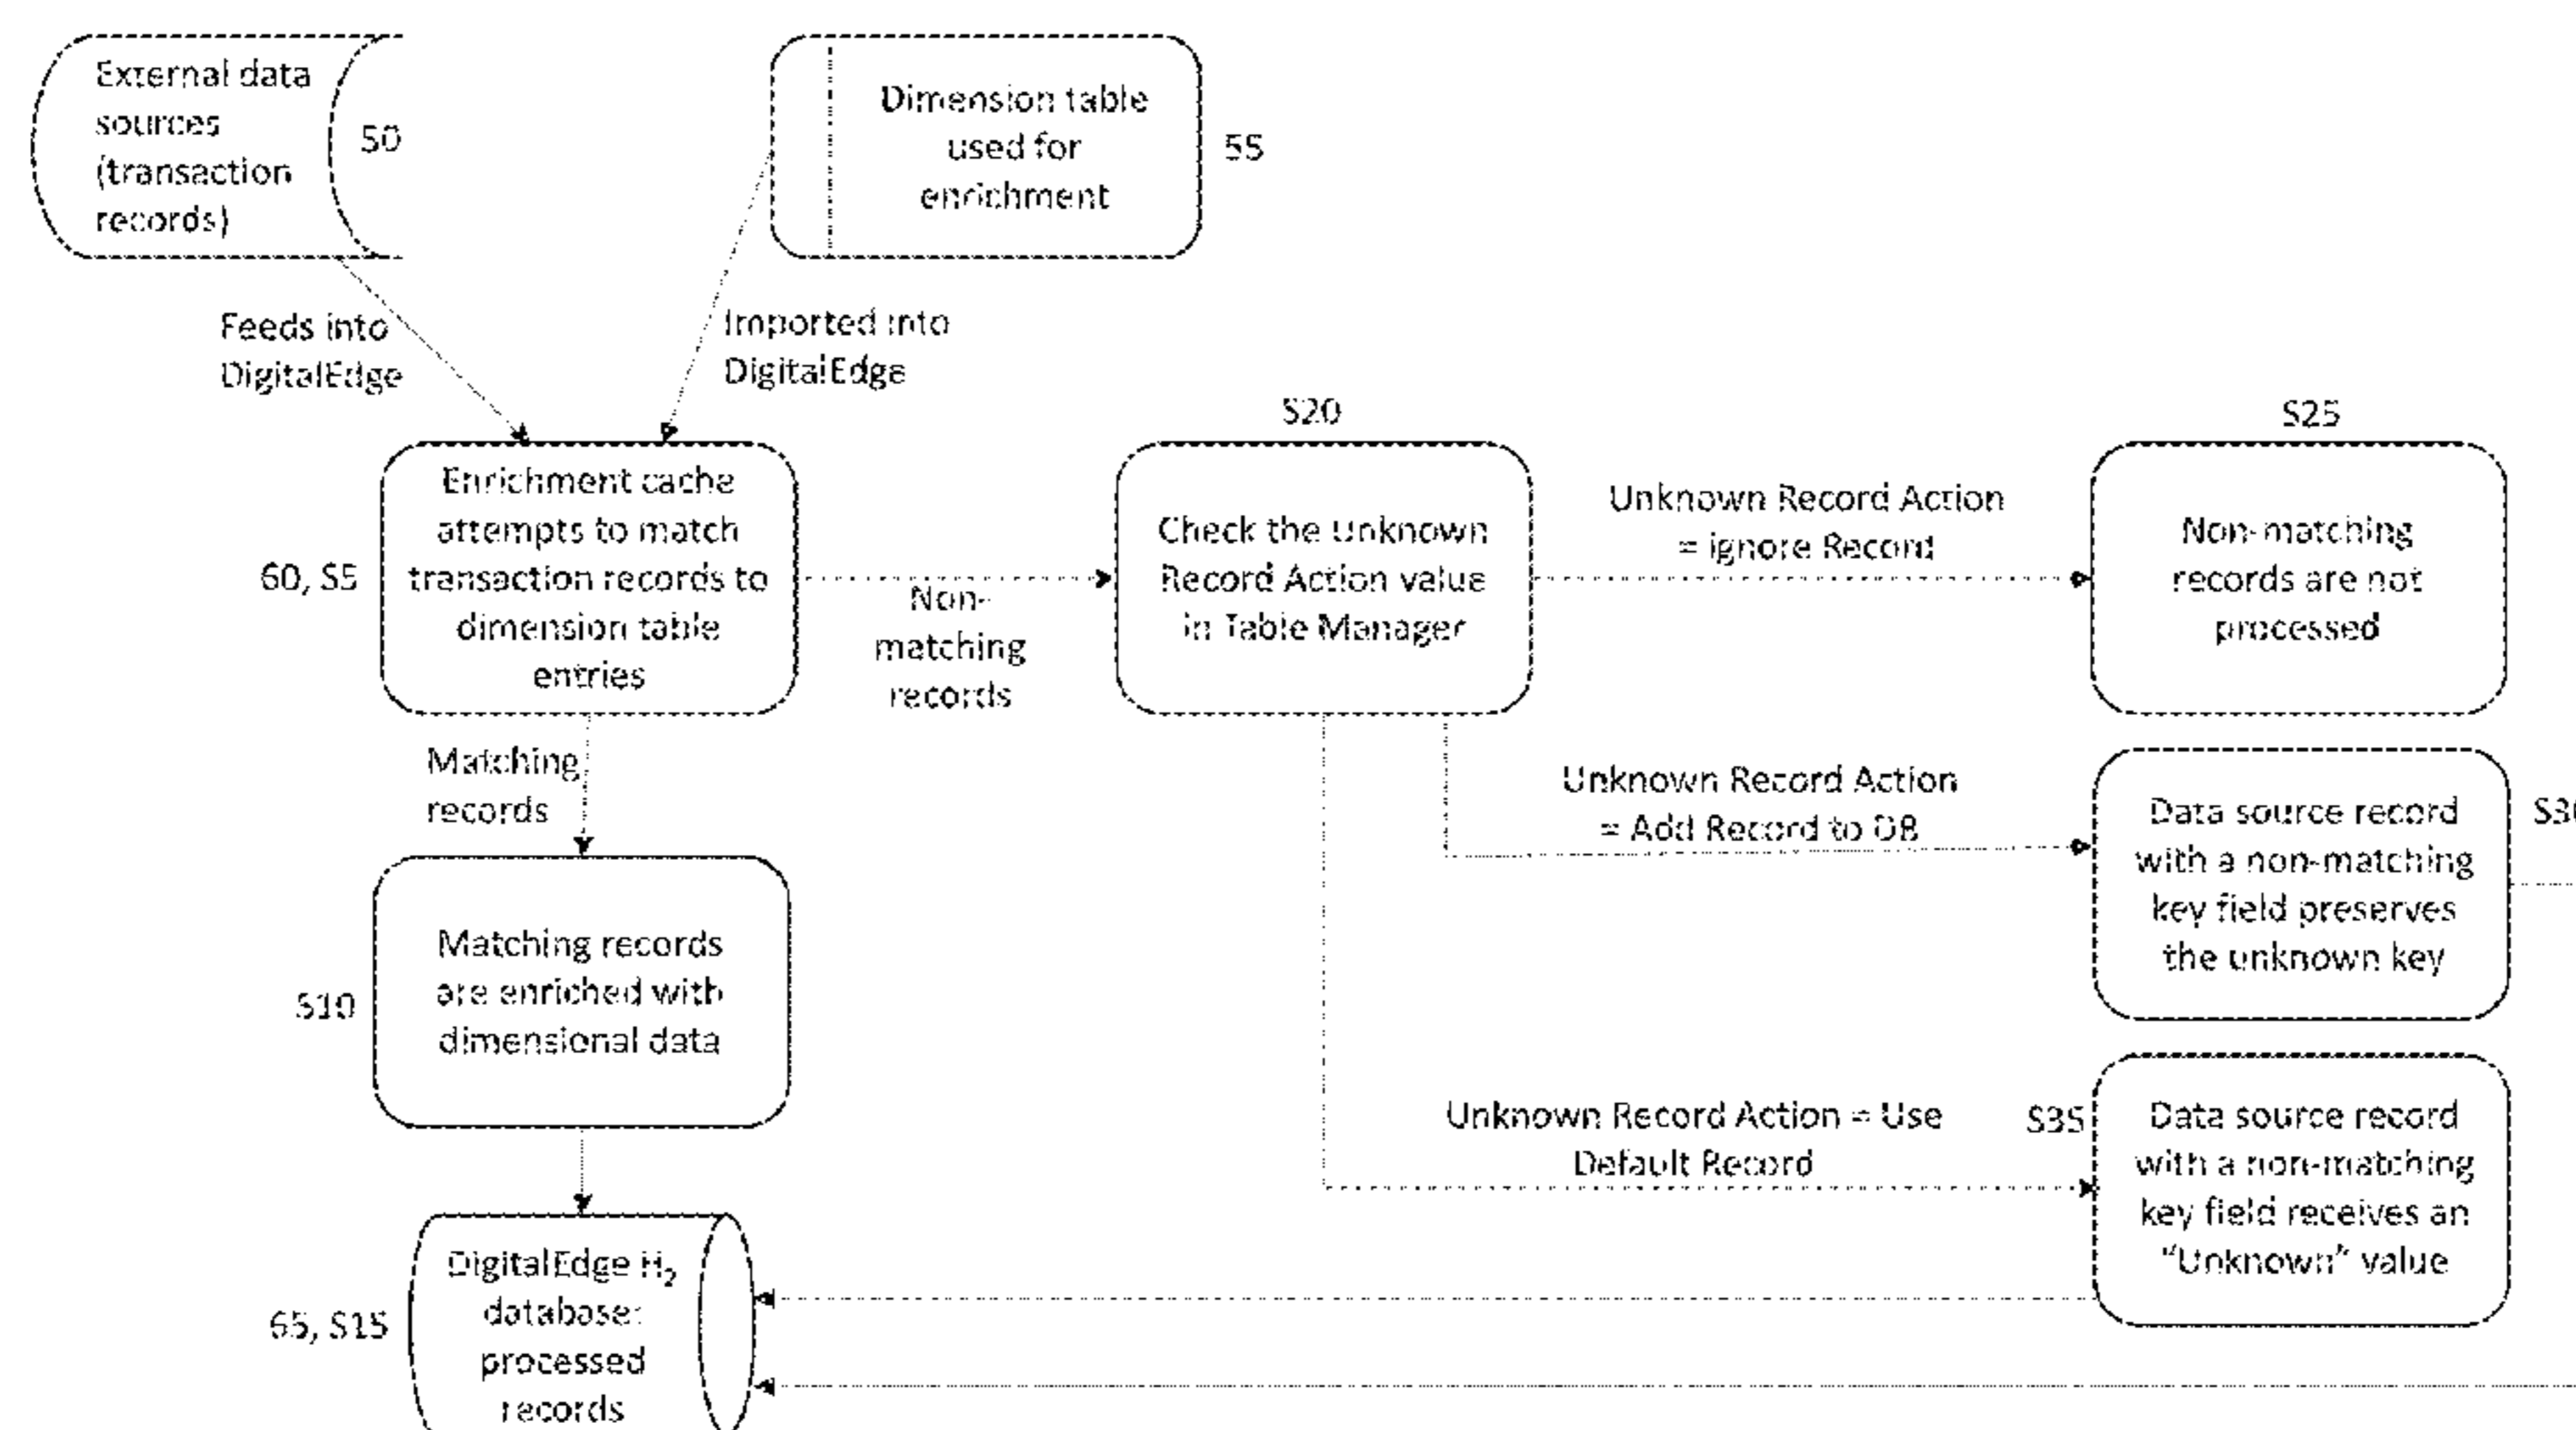 External data
sources
(transaction
records)
50
Dimension table
used for
enrichment
55
Feeds into
DigitalEdge
Imported into
DigitalEdge
60, S5
Enrichment cache
attempts to match
transaction records to
dimension table
entries
Non-
matching
records
S20
Check the Unknown
Record Action value
in Table Manager
Unknown Record Action
= ignore Record
S25
Non-matching
records are not
processed
Matching
records
Unknown Record Action
= Add Record to DB
Data source record
with a non-matching
key field preserves
the unknown key
S10
Matching records
are enriched with
dimensional data
Unknown Record Action = Use
Default Record
S35
Data source record
with a non-matching
key field receives an
“Unknown” value
65, S15
DigitalEdge H2
database:
processed
records